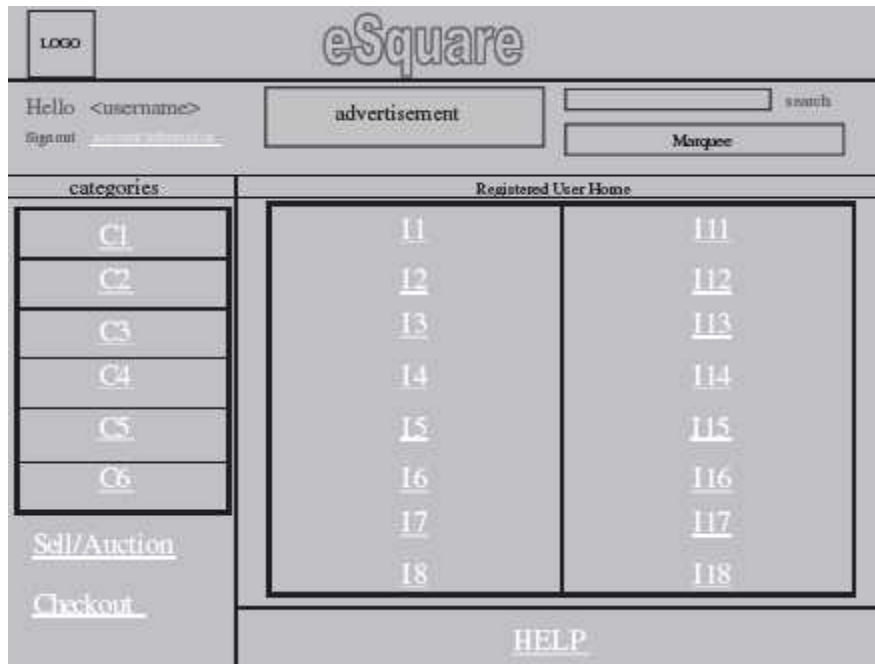 LOGO
eSquare
Hello <username>
Sign out
advertisement
search
Marquee
categories
Registered User Home
C1
C2
C3
C4
C5
C6
Sell/Auction
Checkout
I1 I11
I2 I12
I3 I13
I4 I14
I5 I15
I6 I16
I7 I17
I8 I18
HELP